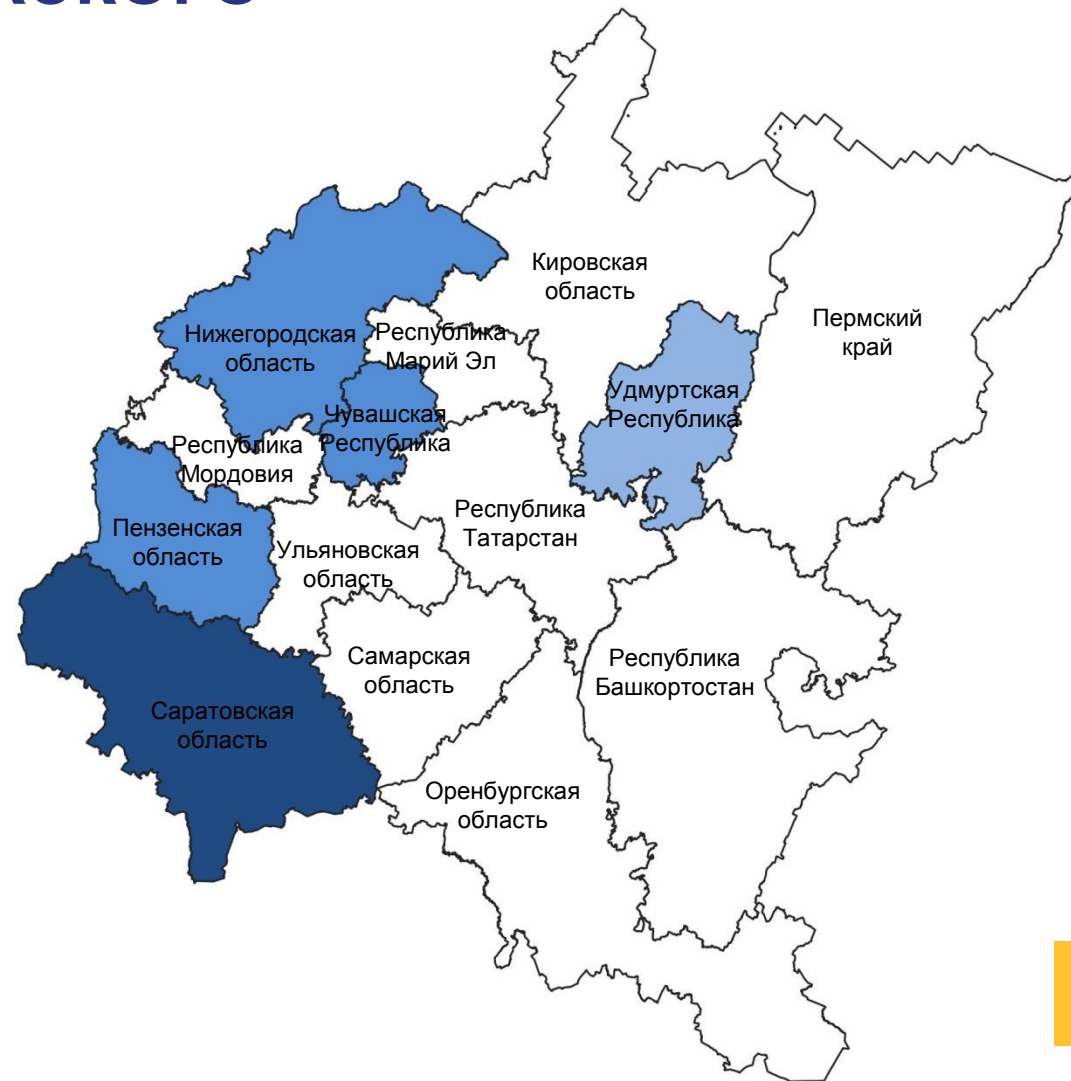 Кировская
область
Пермский
край
Нижегородская
область
Республика
Марий Эл
Удмуртская
Республика
Чувашская
Республика
Республика
Мордовия
Пензенская
область
Ульяновская
область
Республика
Татарстан
Самарская
область
Республика
Башкортостан
Саратовская
область
Оренбургская
область